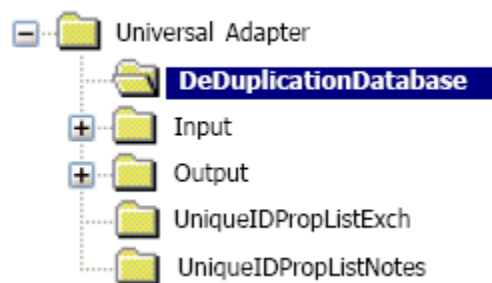 Universal Adapter
DeDuplicationDatabase
Input
Output
UniqueIDPropListExch
UniqueIDPropListNotes